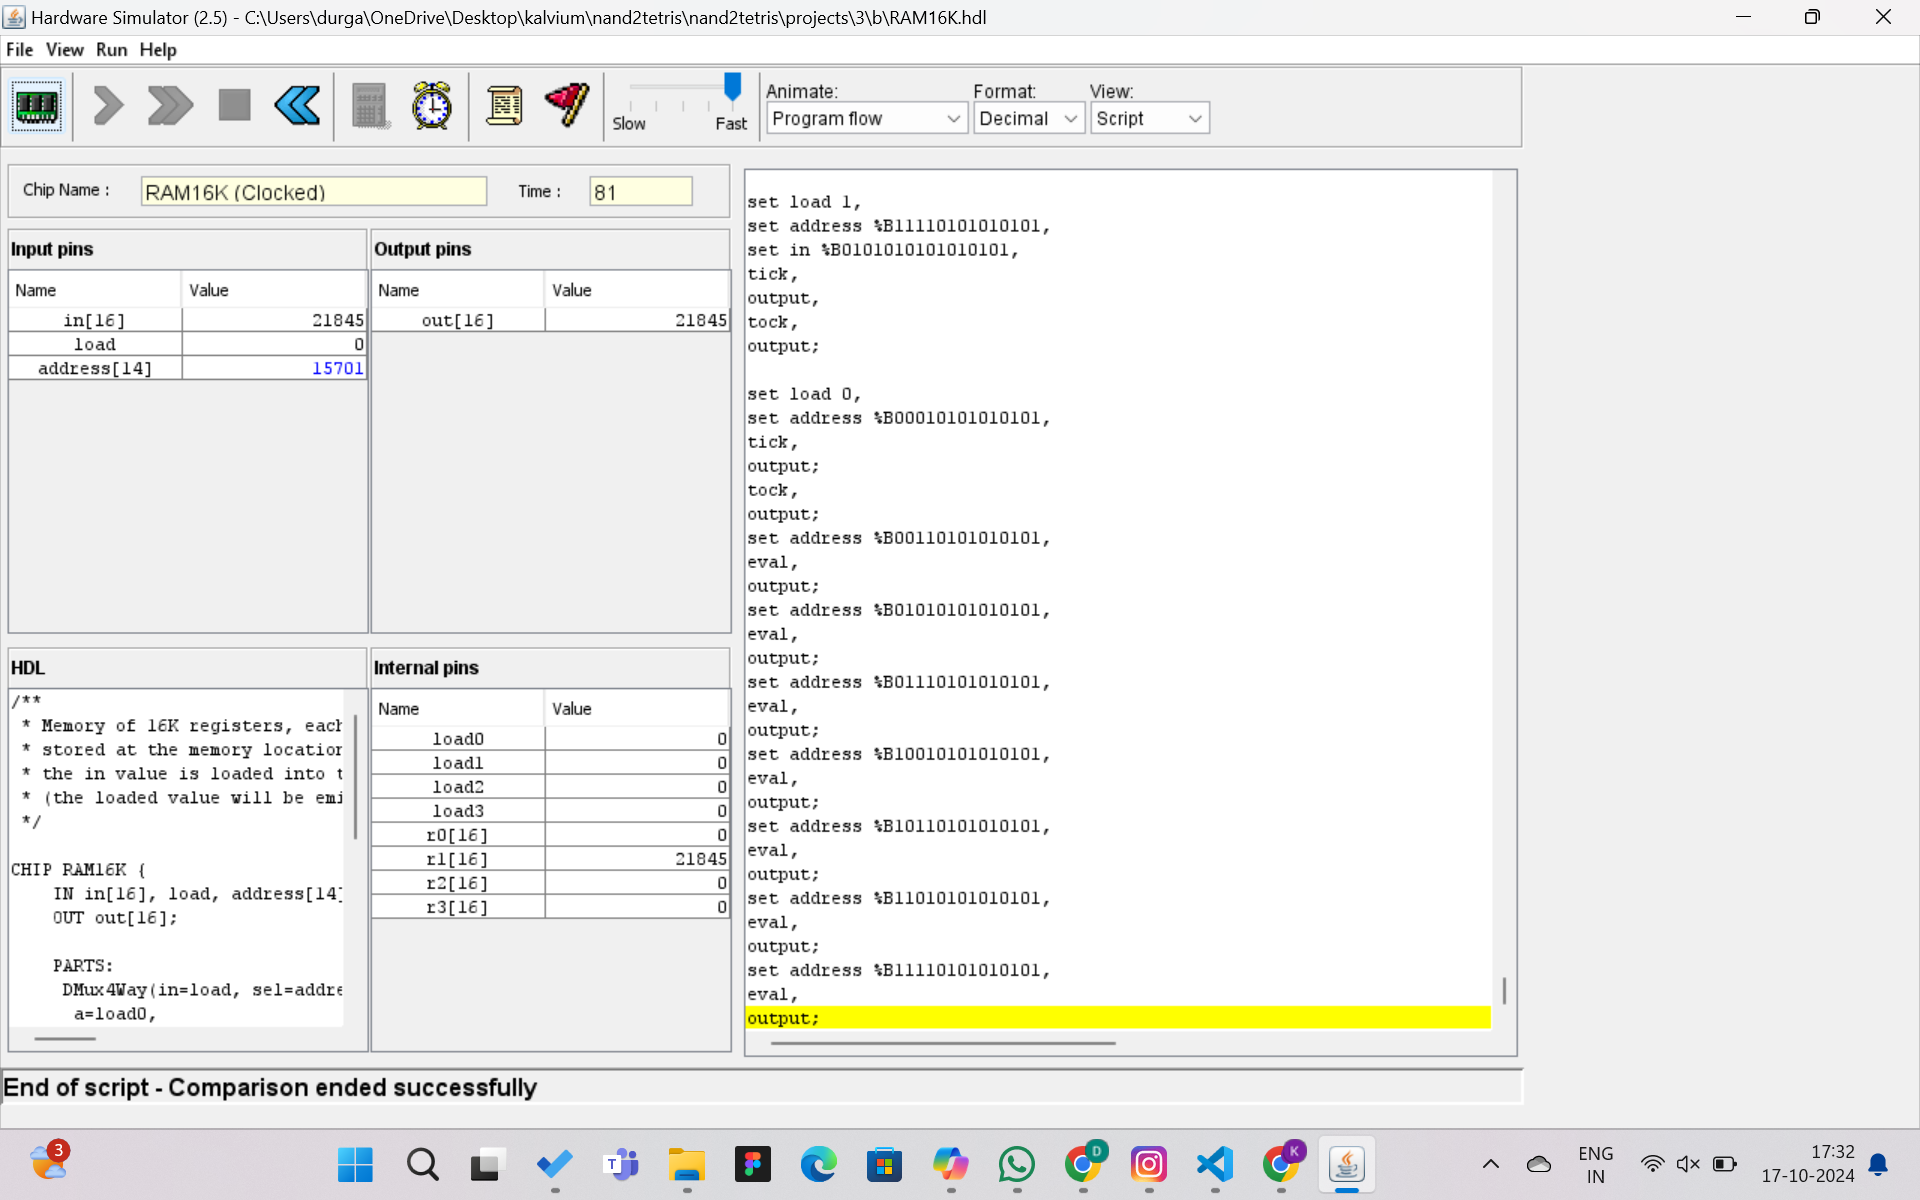 Hardware Simulator (2.5) - C:\Users\durga\OneDrive\Desktop\kalvium\nand2tetris\nand2tetris\projects\3\b\RAM16K.hdl
File View Run Help
Slow Fast
Animate:
Program flow
Format:
Decimal
View:
Script
Chip Name :
RAM16K (Clocked)
Time :
81
Input pins
Name Value
in[16] 21845
load 0
address[14] 15701
Output pins
Name Value
out[16] 21845
HDL
/**
* Memory of 16K registers, each
* stored at the memory location
* the in value is loaded into t
* (the loaded value will be emi
*/
CHIP RAM16K {
IN in[16], load, address[14]
OUT out[16];
PARTS:
DMux4Way(in=load, sel=addre
a=load0,
Internal pins
Name Value
load0 0
load1 0
load2 0
load3 0
r0[16] 0
r1[16] 21845
r2[16] 0
r3[16] 0
set load 1,
set address %B11110101010101,
set in %B0101010101010101,
tick,
output,
tock,
output;
set load 0,
set address %B00010101010101,
tick,
output;
tock,
output;
set address %B00110101010101,
eval,
output;
set address %B01010101010101,
eval,
output;
set address %B01110101010101,
eval,
output;
set address %B10010101010101,
eval,
output;
set address %B10110101010101,
eval,
output;
set address %B11010101010101,
eval,
output;
set address %B11110101010101,
eval,
output;
End of script - Comparison ended successfully
3
T
D
K
ENG
IN
17:32
17-10-2024